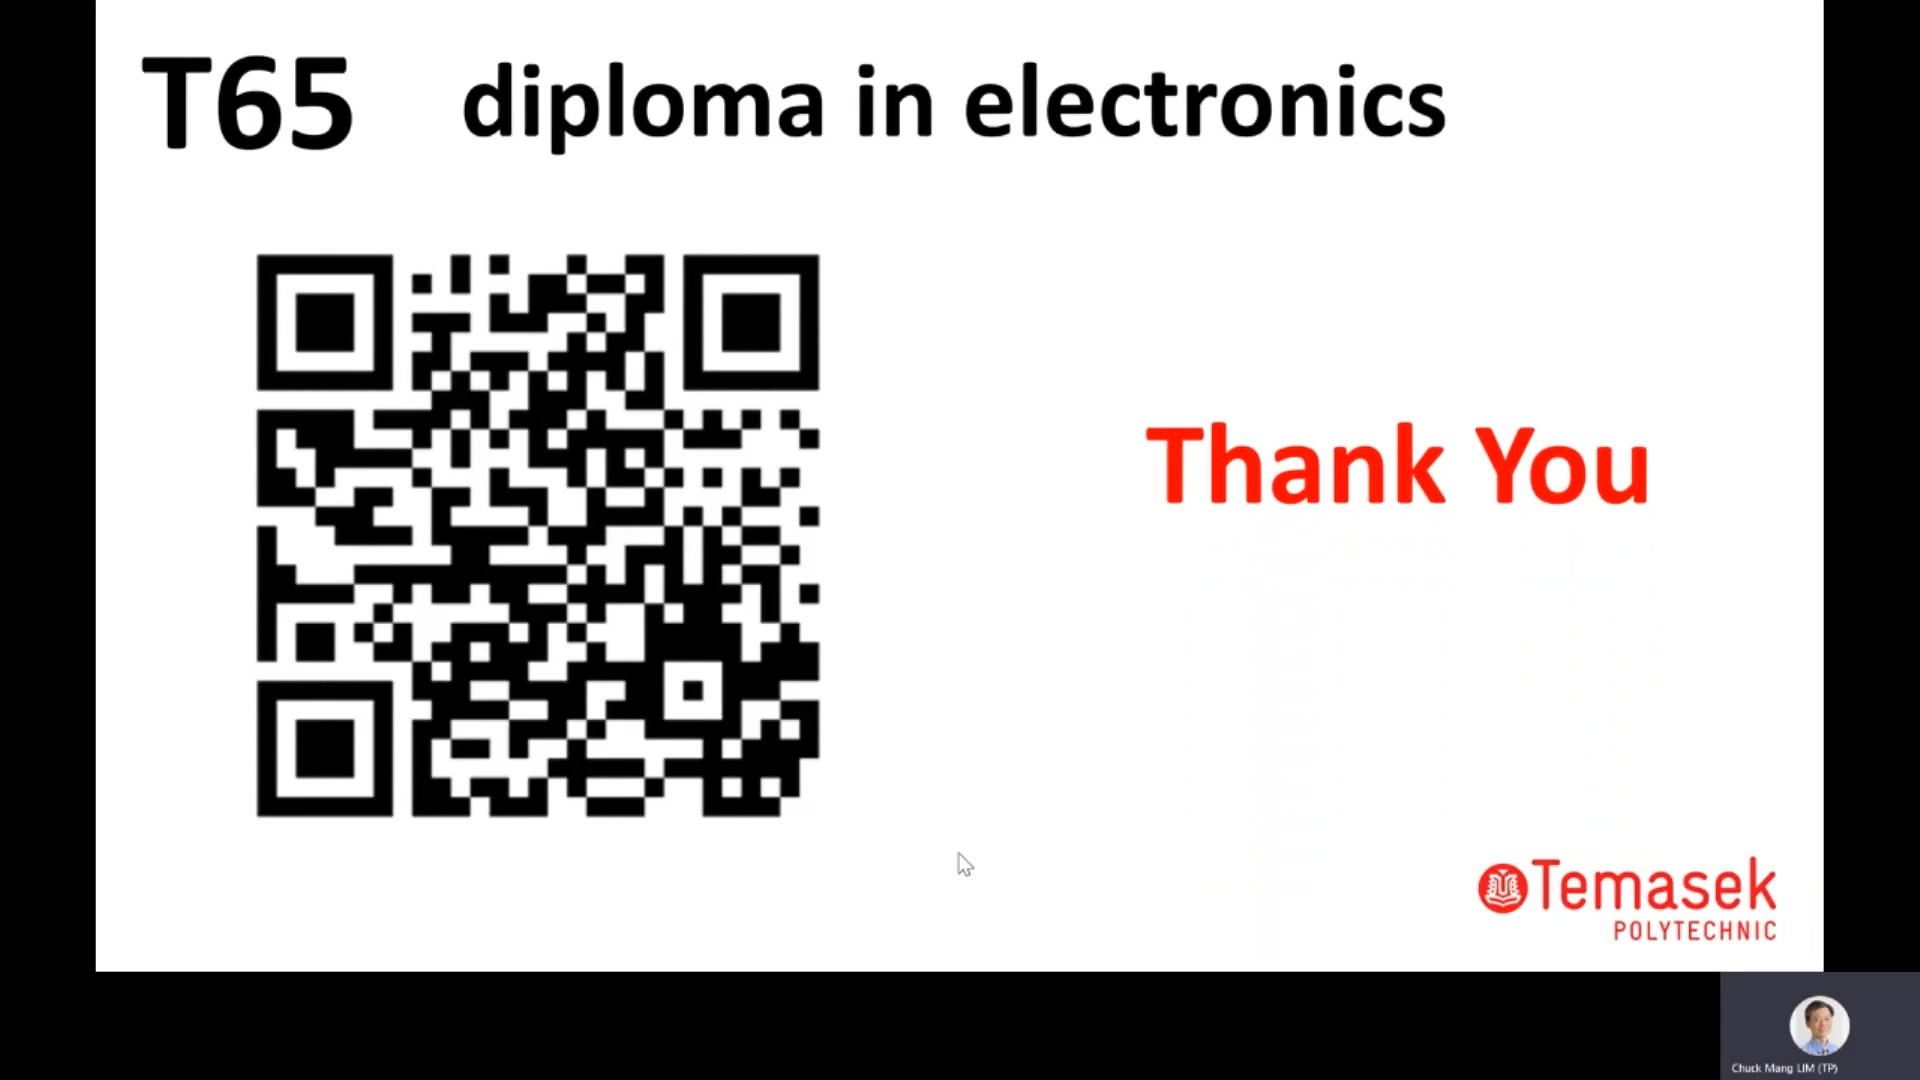 T65 diploma in electronics
Thank You
Temasek
POLYTECHNIC
Chuck Mang LIM (TP)